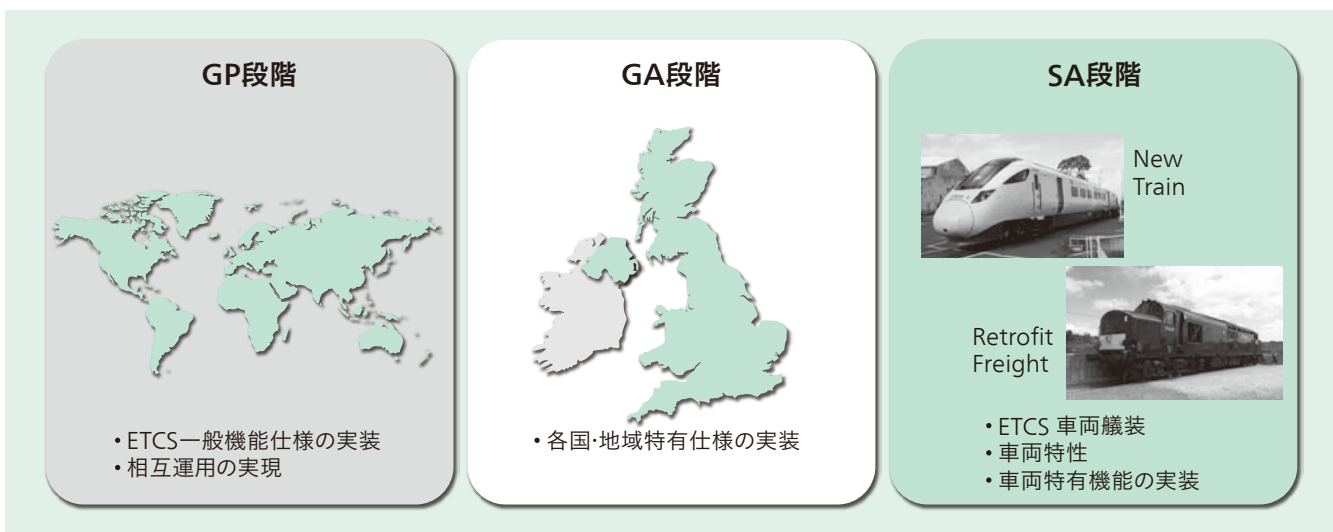 GP段階
・ETCS一般機能仕様の実装
・相互運用の実現
GA段階
・各国・地域特有仕様の実装
SA段階
New
Train
Retrofit
Freight
・ETCS 車両艤装
・車両特性
・車両特有機能の実装